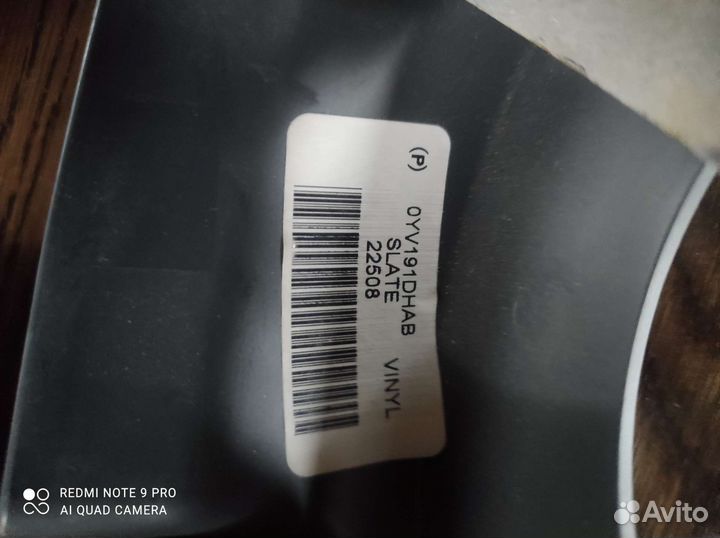 (P) 0YV191DHAB VINYL
SLATE
22508
REDMI NOTE 9 PRO
AI QUAD CAMERA
Avito